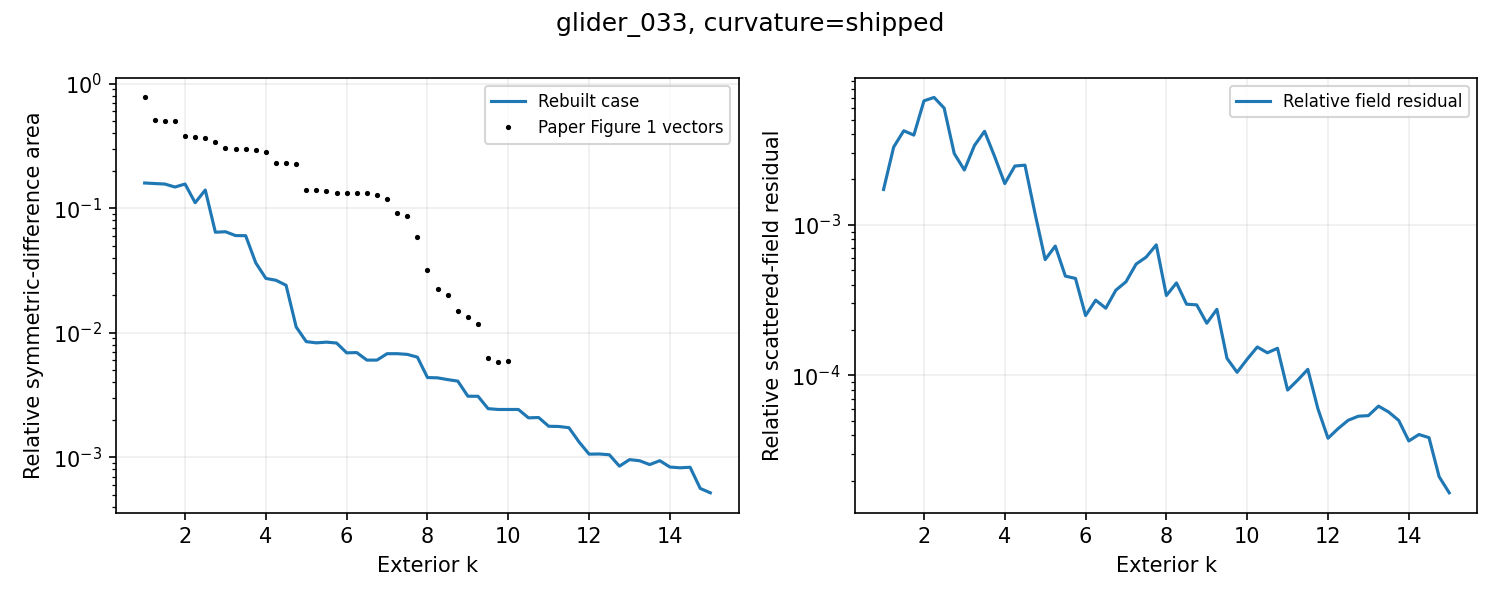 glider_033, curvature=shipped
Relative symmetric-difference area
10^0
10^-1
10^-2
10^-3
Rebuilt case
Paper Figure 1 vectors
2 4 6 8 10 12 14
Exterior k
Relative scattered-field residual
10^-3
10^-4
Relative field residual
2 4 6 8 10 12 14
Exterior k